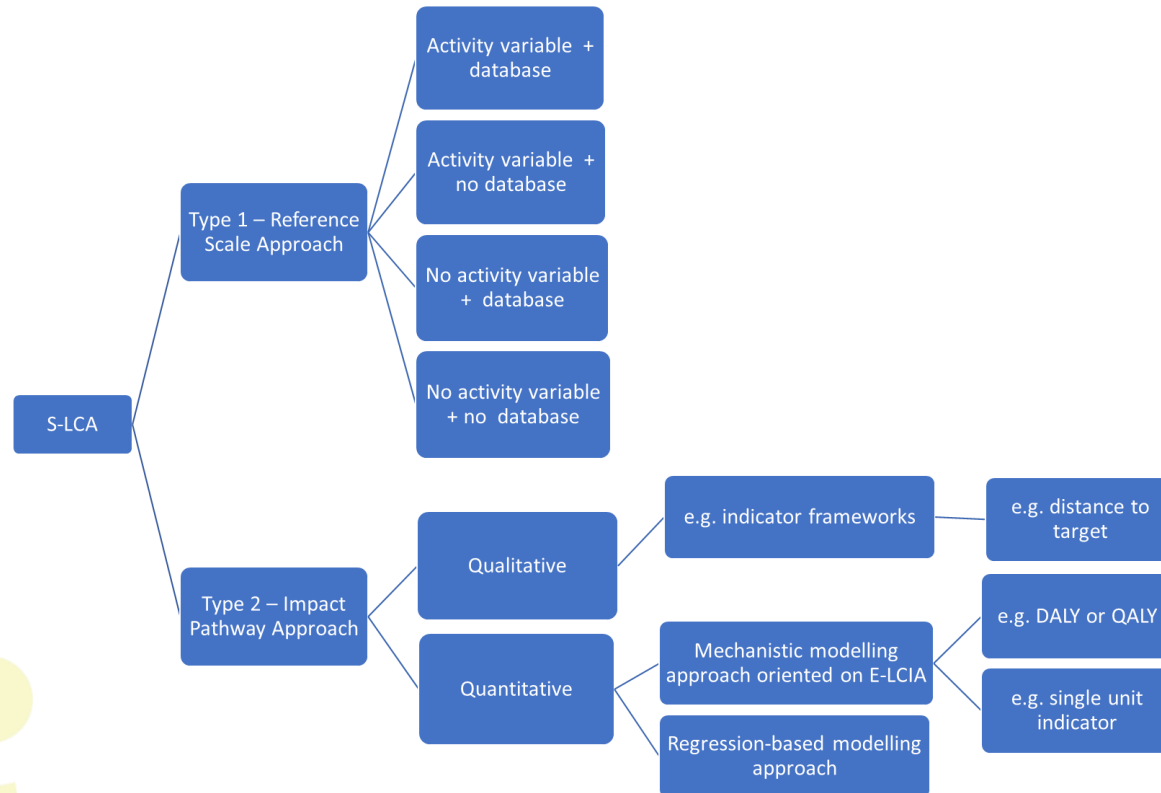 Activity variable +
database
Activity variable +
no database
Type 1 – Reference
Scale Approach
No activity variable
+ database
No activity variable
+ no database
S-LCA
e.g. indicator frameworks
e.g. distance to
target
Qualitative
Type 2 – Impact
Pathway Approach
e.g. DALY or QALY
Mechanistic modelling
approach oriented on E-LCIA
Quantitative
e.g. single unit
indicator
Regression-based modelling
approach